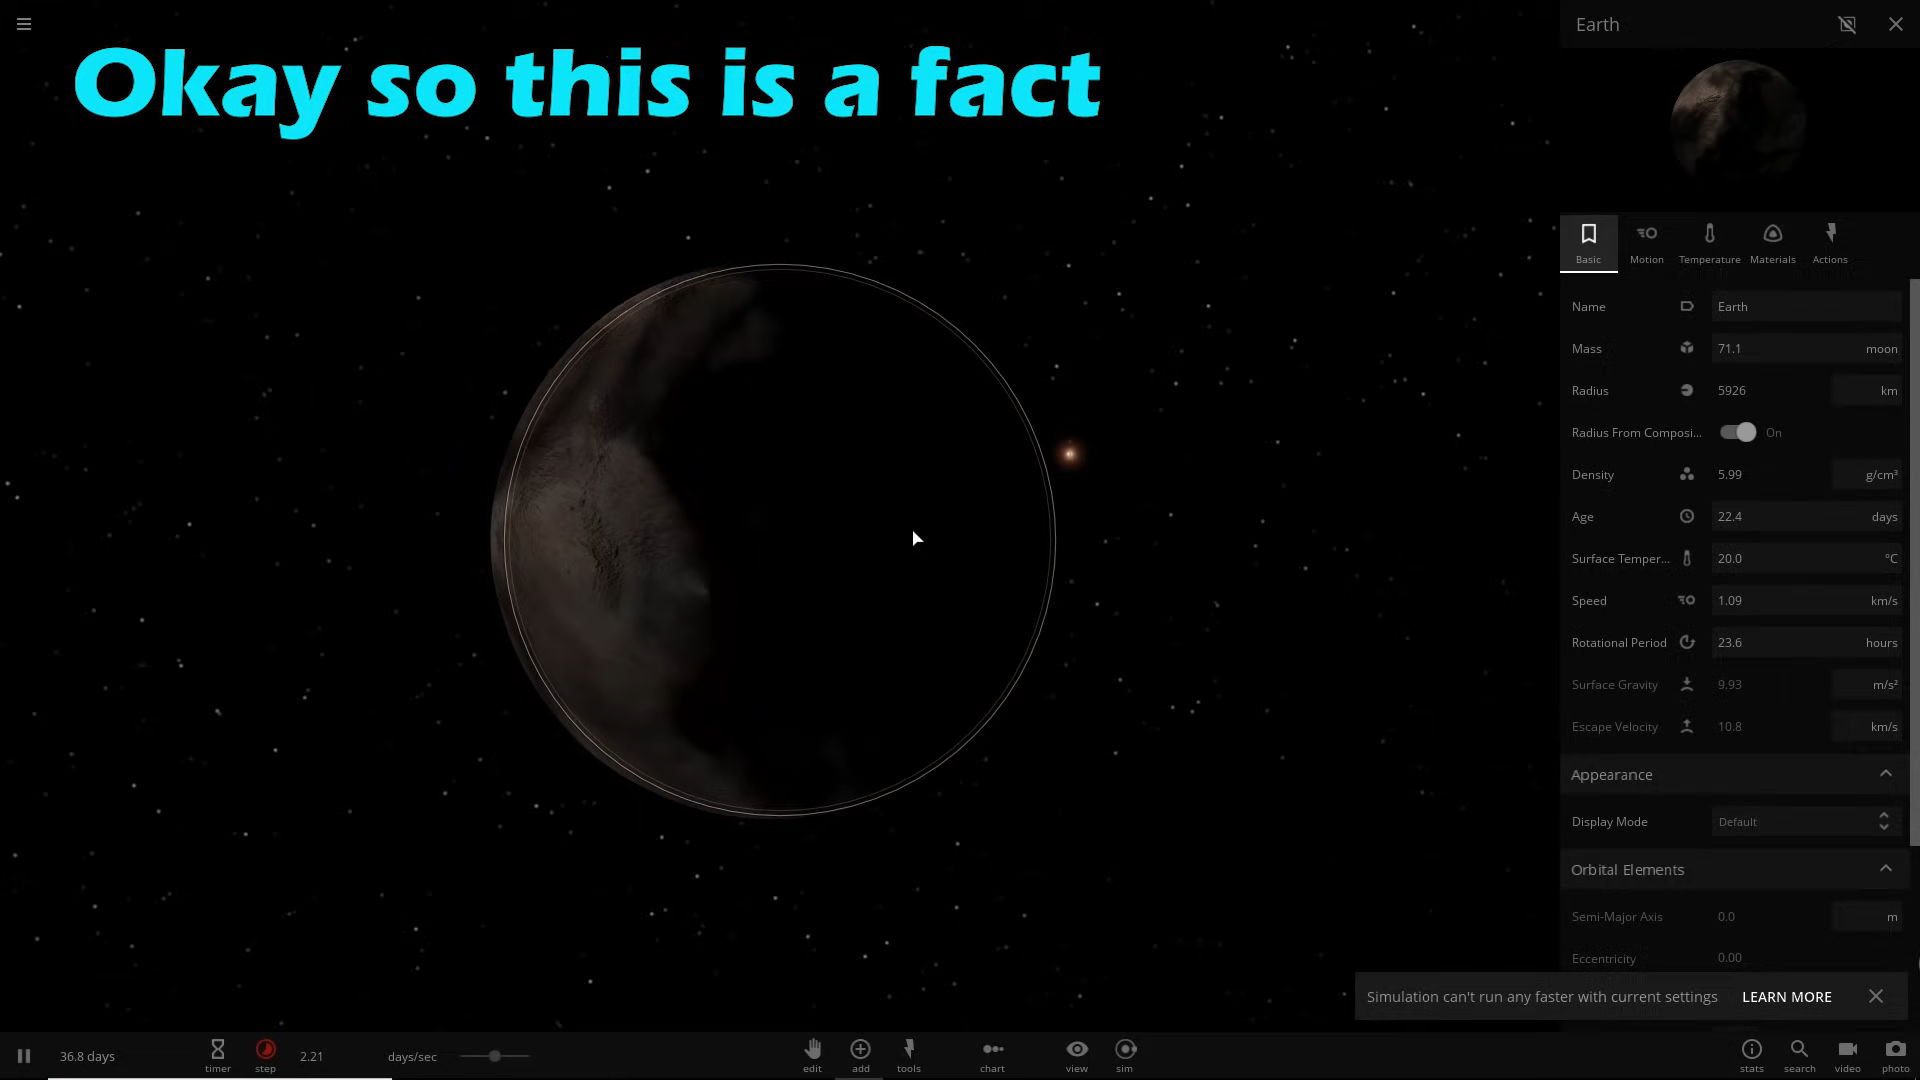 Earth
Okay so this is a fact
Basic
Motion
Temperature
Materials
Actions
Name Earth
Mass 71.1 moon
Radius 5926 km
Radius From Composi... On
Density 5.99 g/cm³
Age 22.4 days
Surface Temper... 20.0 °C
Speed 1.09 km/s
Rotational Period 23.6 hours
Surface Gravity 9.93 m/s²
Escape Velocity 10.8 km/s
Appearance
Display Mode Default
Orbital Elements
Semi-Major Axis 0.0 m
Eccentricity 0.00
Simulation can't run any faster with current settings LEARN MORE
36.8 days
timer
step
2.21 days/sec
edit
add
tools
chart
view
sim
stats
search
video
photo